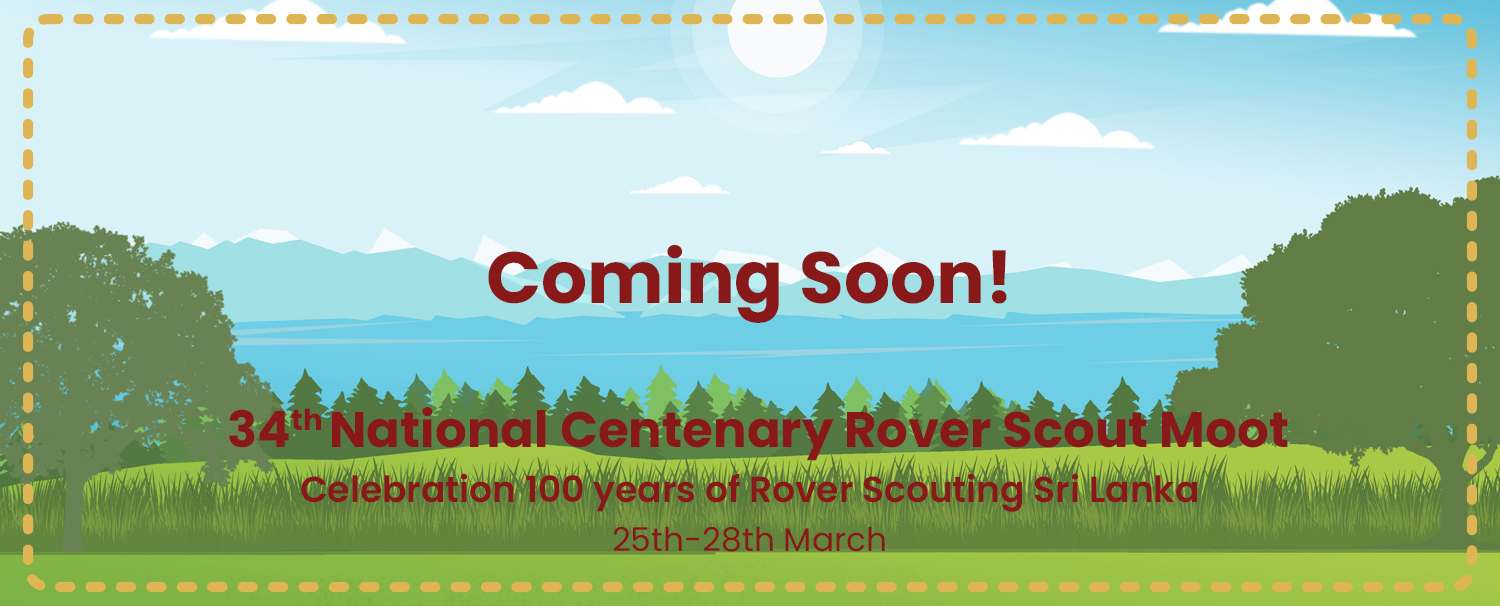 Coming Soon!
34th National Centenary Rover Scout Moot
Celebration 100 years of Rover Scouting Sri Lanka
25th-28th March